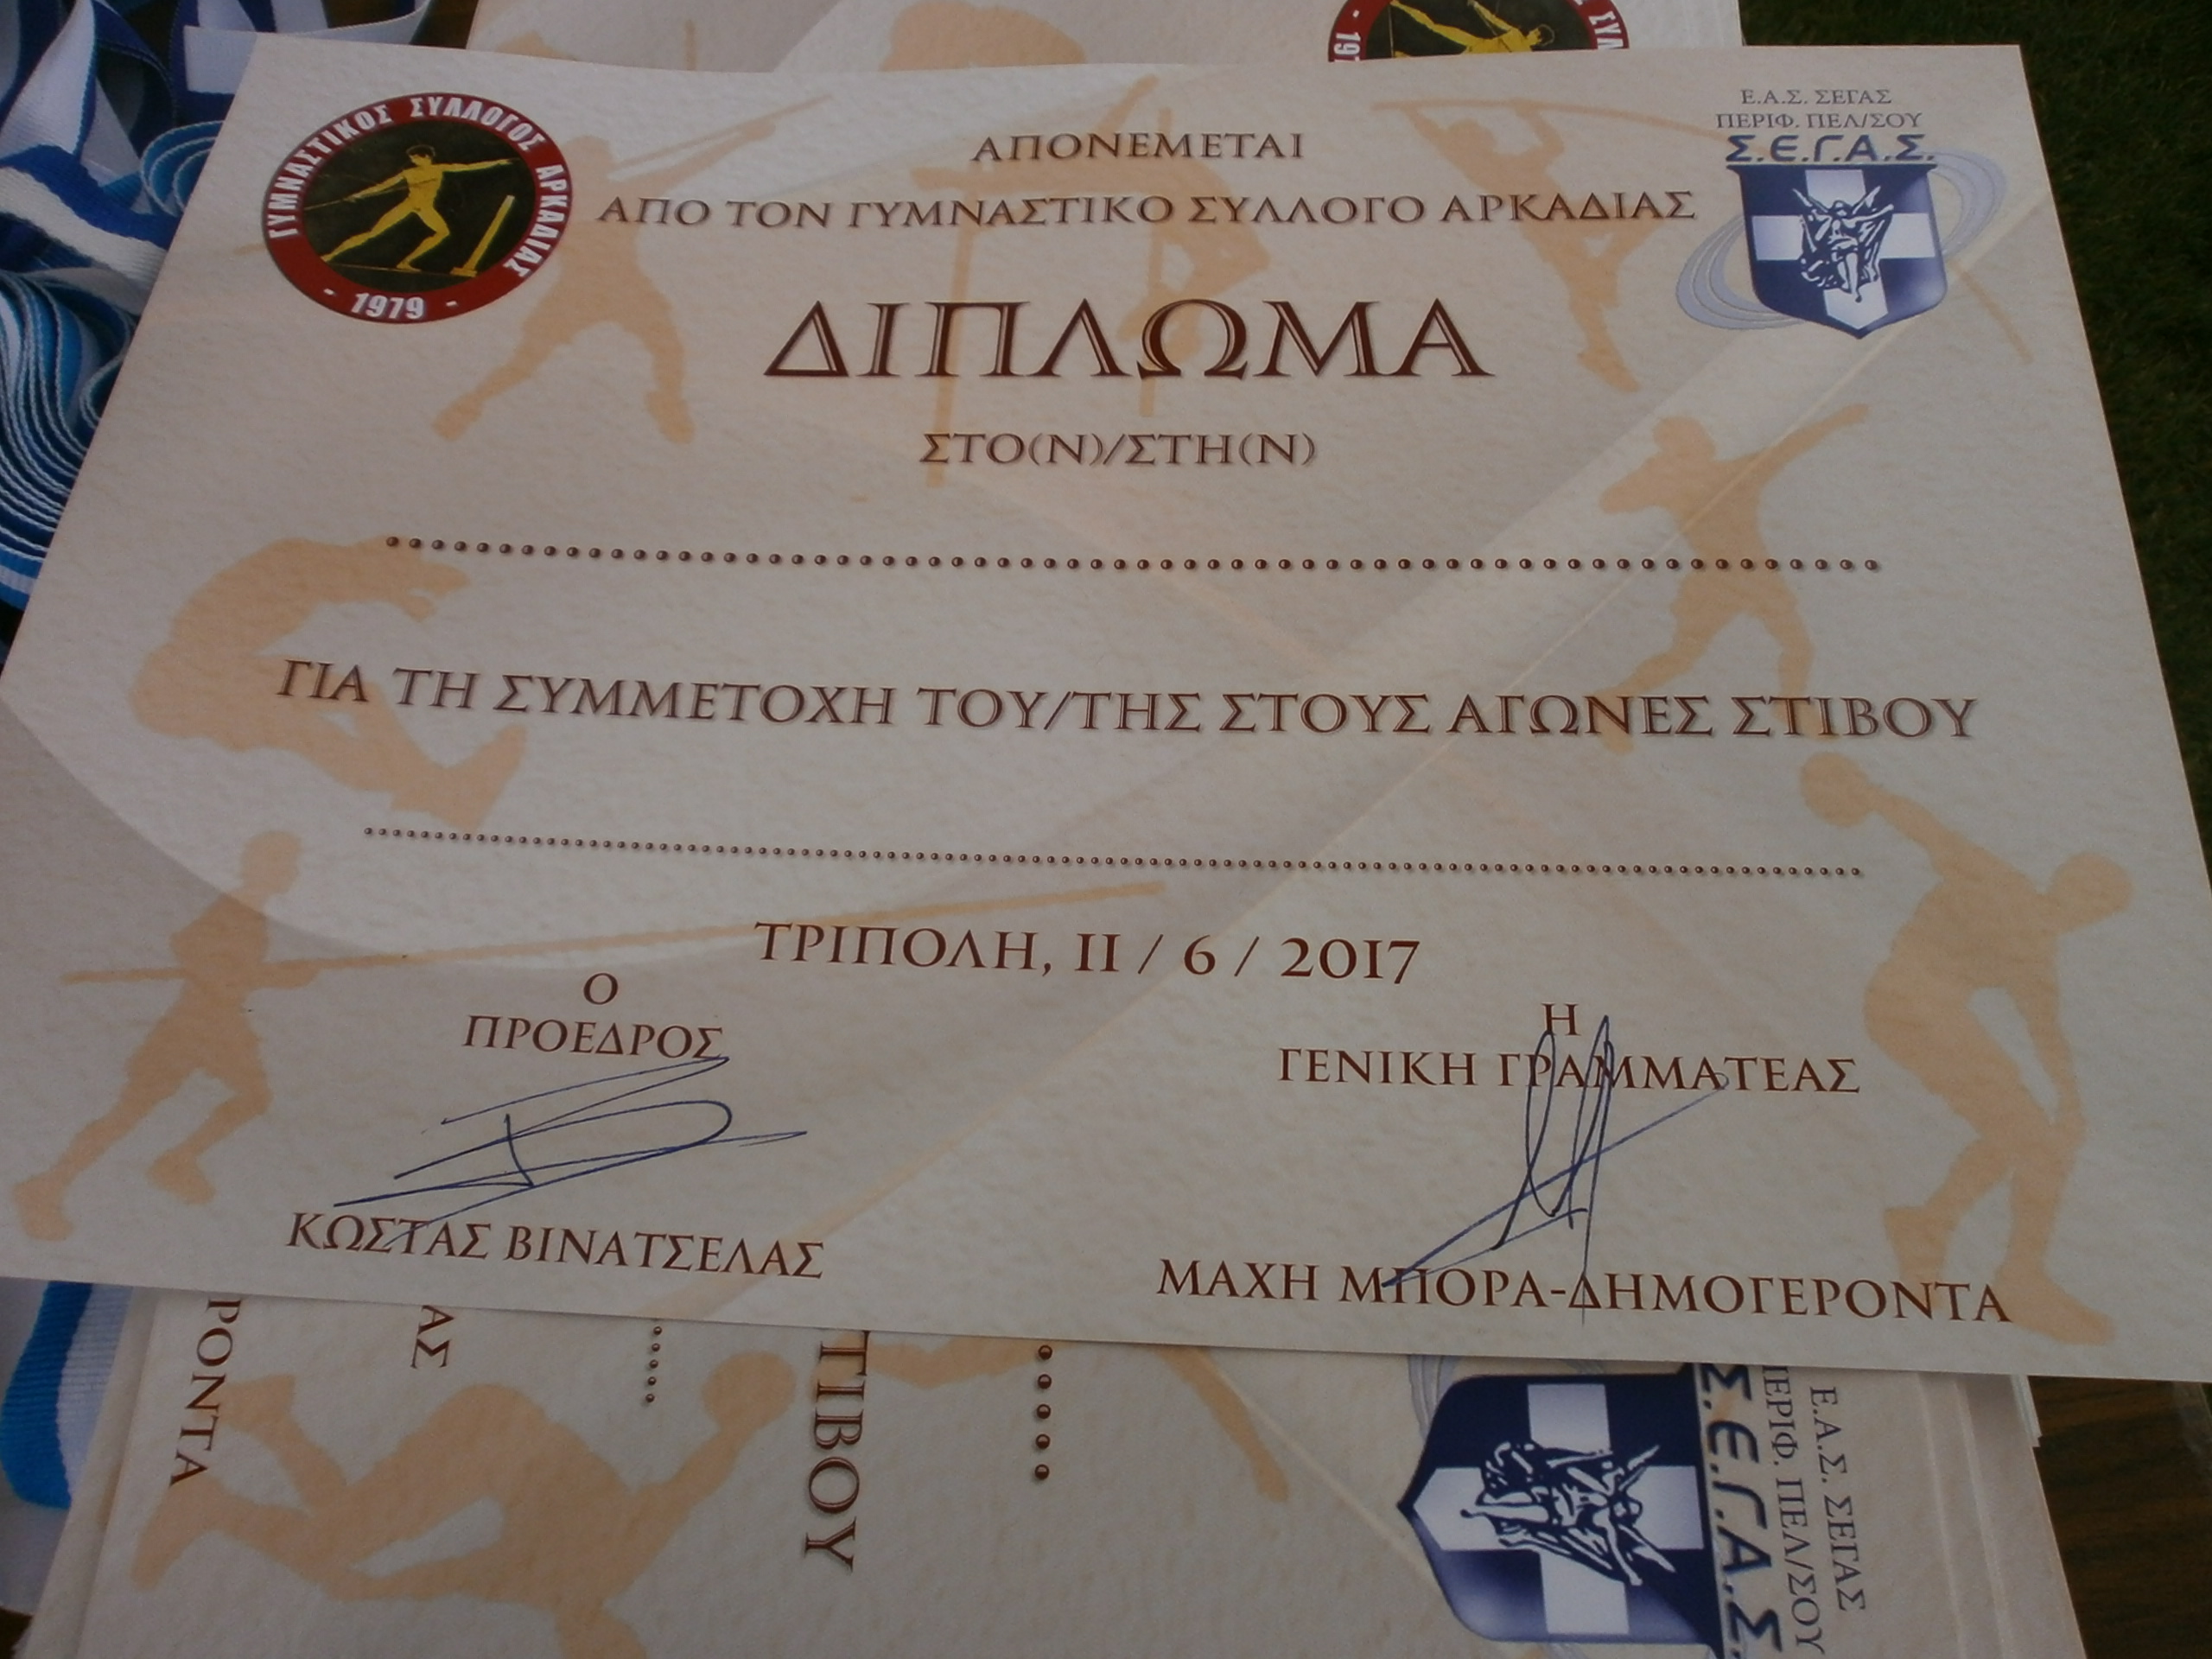 ΓΥΜΝΑΣΤΙΚΟΣ ΣΥΛΛΟΓΟΣ ΑΡΚΑΔΙΑΣ
- 1979 -
Ε.Α.Σ. ΣΕΓΑΣ
ΠΕΡΙΦ. ΠΕΛ/ΣΟΥ
Σ.Ε.Γ.Α.Σ.
ΑΠΟΝΕΜΕΤΑΙ
ΑΠΟ ΤΟΝ ΓΥΜΝΑΣΤΙΚΟ ΣΥΛΛΟΓΟ ΑΡΚΑΔΙΑΣ
ΔΙΠΛΩΜΑ
ΣΤΟ(Ν)/ΣΤΗ(Ν)
ΓΙΑ ΤΗ ΣΥΜΜΕΤΟΧΗ ΤΟΥ/ΤΗΣ ΣΤΟΥΣ ΑΓΩΝΕΣ ΣΤΙΒΟΥ
ΤΡΙΠΟΛΗ, 11 / 6 / 2017
Ο
ΠΡΟΕΔΡΟΣ
ΚΩΣΤΑΣ ΒΙΝΑΤΣΕΛΑΣ
Η
ΓΕΝΙΚΗ ΓΡΑΜΜΑΤΕΑΣ
ΜΑΧΗ ΜΠΟΡΑ-ΔΗΜΟΓΕΡΟΝΤΑ
ΡΟΝΤΑ
ΑΣ
ΤΙΒΟΥ
Σ.Ε.Γ.Α.Σ.
ΠΕΡΙΦ. ΠΕΛ/ΣΟΥ
Ε.Α.Σ. ΣΕΓΑΣ